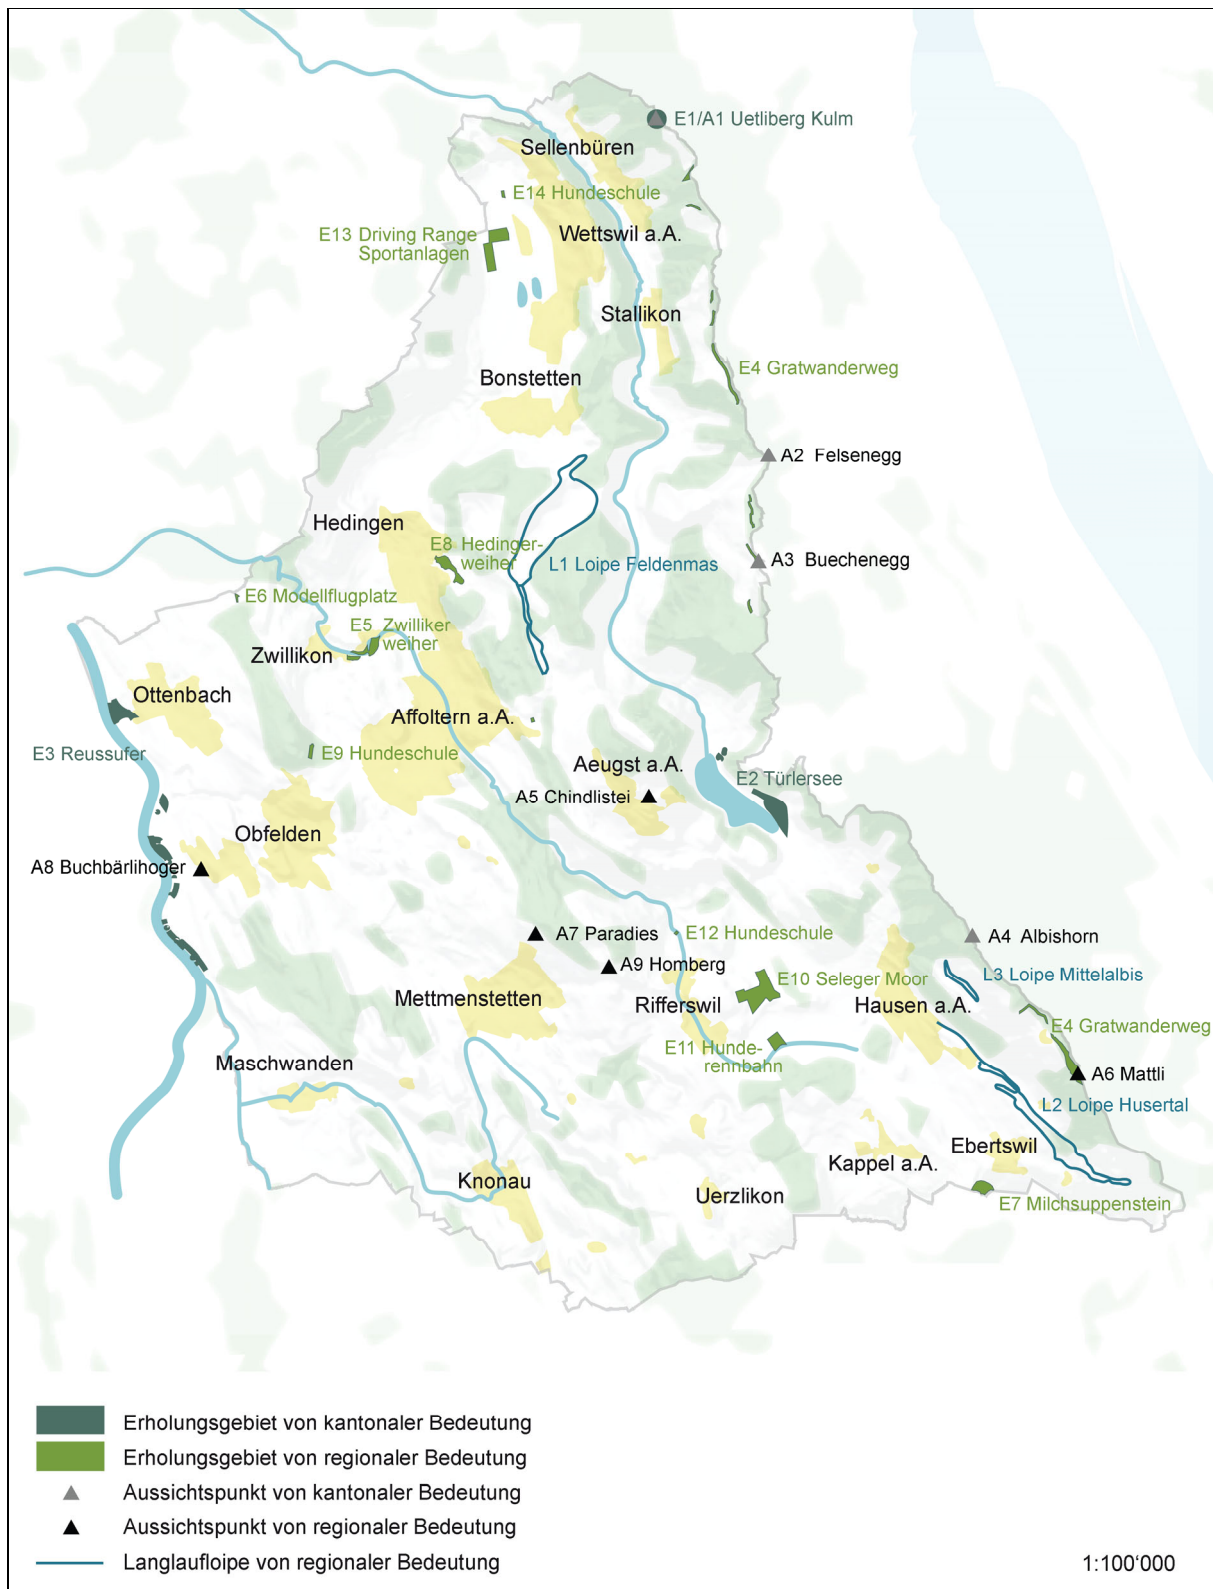 E1/A1 Uetliberg Kulm
Sellenbüren
E14 Hundeschule
E13 Driving Range
Sportanlagen
Wettswil a.A.
Stallikon
E4 Gratwanderweg
Bonstetten
A2 Felsenegg
Hedingen
E8 Hedinger-
weiher
L1 Loipe Feldenmas
A3 Buechenegg
E6 Modellflugplatz
E5 Zwilliker
weiher
Zwillikon
Ottenbach
Affoltern a.A.
E3 Reussufer
E9 Hundeschule
Aeugst a.A.
E2 Türlersee
A5 Chindlistei
Obfelden
A8 Buchbärlihoger
A7 Paradies
E12 Hundeschule
A4 Albishorn
A9 Homberg
L3 Loipe Mittelalbis
E10 Seleger Moor
Mettmenstetten
Rifferswil
Hausen a.A.
E4 Gratwanderweg
E11 Hunde-
rennbahn
Maschwanden
A6 Mattli
L2 Loipe Husertal
Ebertswil
Kappel a.A.
Knonau
Uerzlikon
E7 Milchsuppenstein
Erholungsgebiet von kantonaler Bedeutung
Erholungsgebiet von regionaler Bedeutung
Aussichtspunkt von kantonaler Bedeutung
Aussichtspunkt von regionaler Bedeutung
Langlaufloipe von regionaler Bedeutung
1:100‘000